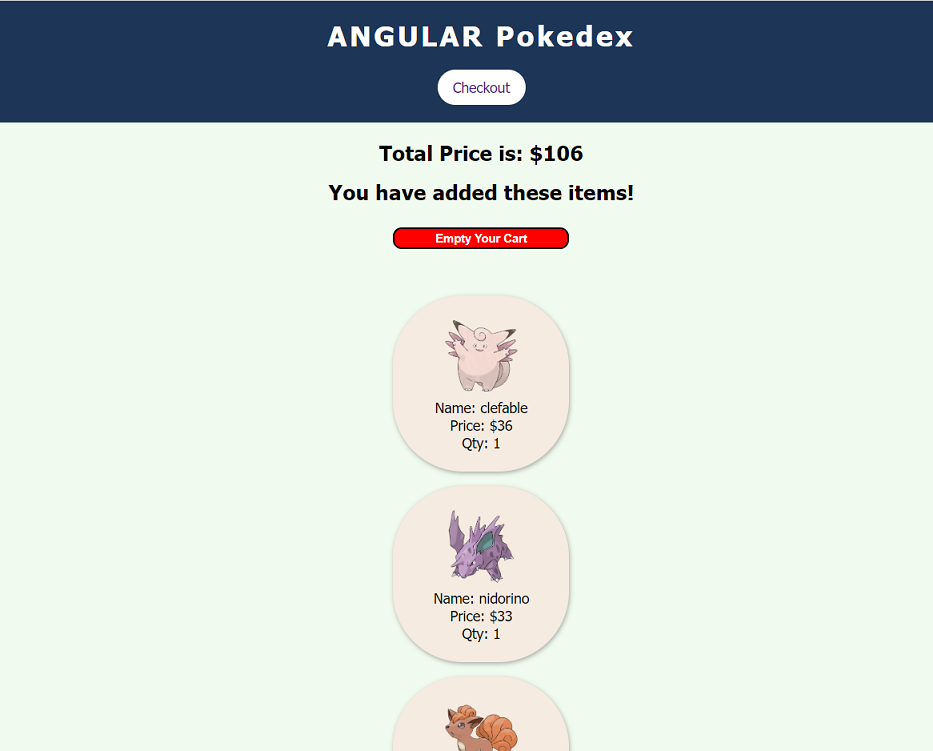 ANGULAR Pokedex
Checkout
Total Price is: $106
You have added these items!
Empty Your Cart
Name: clefable
Price: $36
Qty: 1
Name: nidorino
Price: $33
Qty: 1